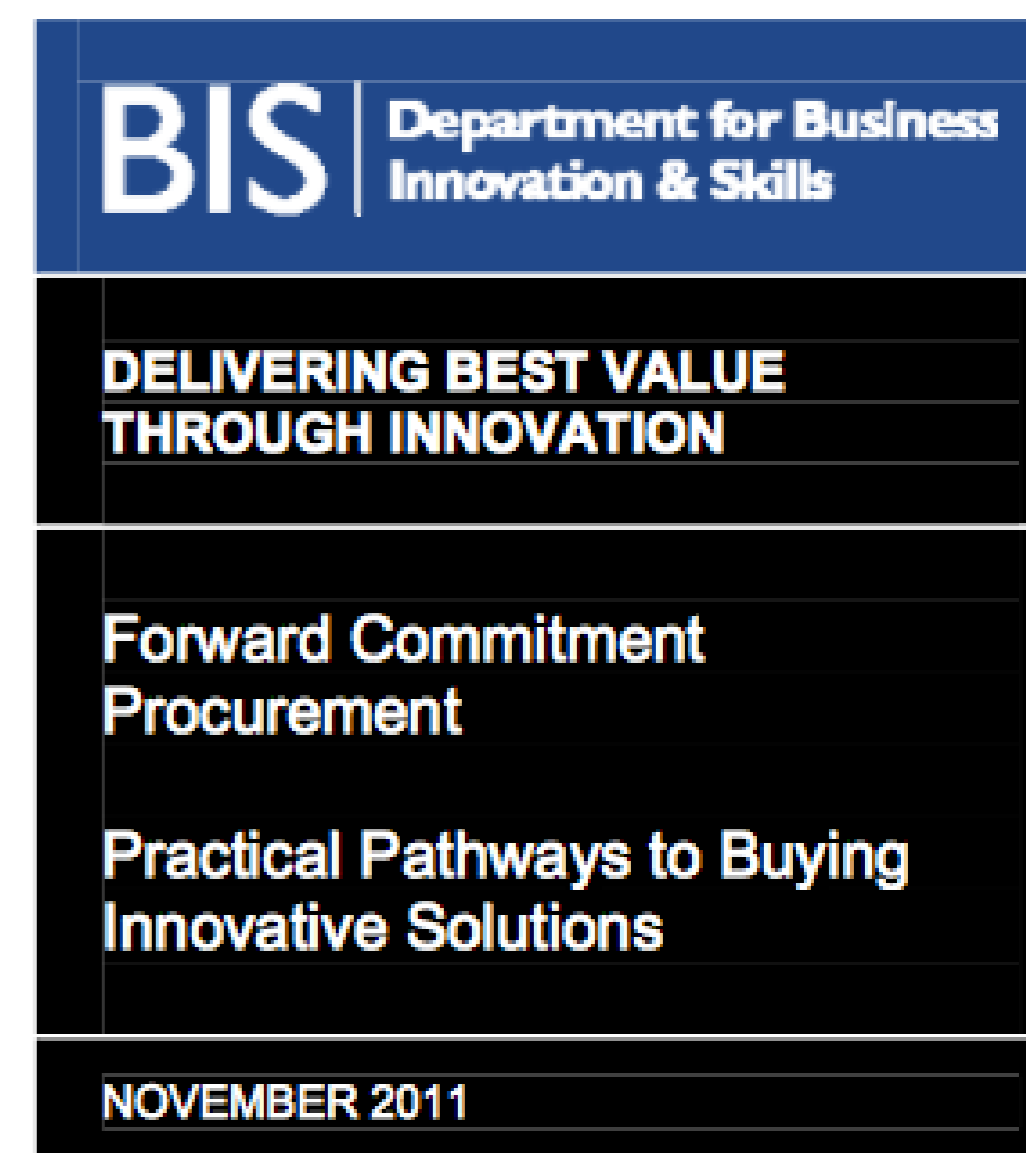 BIS
Department for Business
Innovation & Skills
DELIVERING BEST VALUE
THROUGH INNOVATION
Forward Commitment
Procurement
Practical Pathways to Buying
Innovative Solutions
NOVEMBER 2011